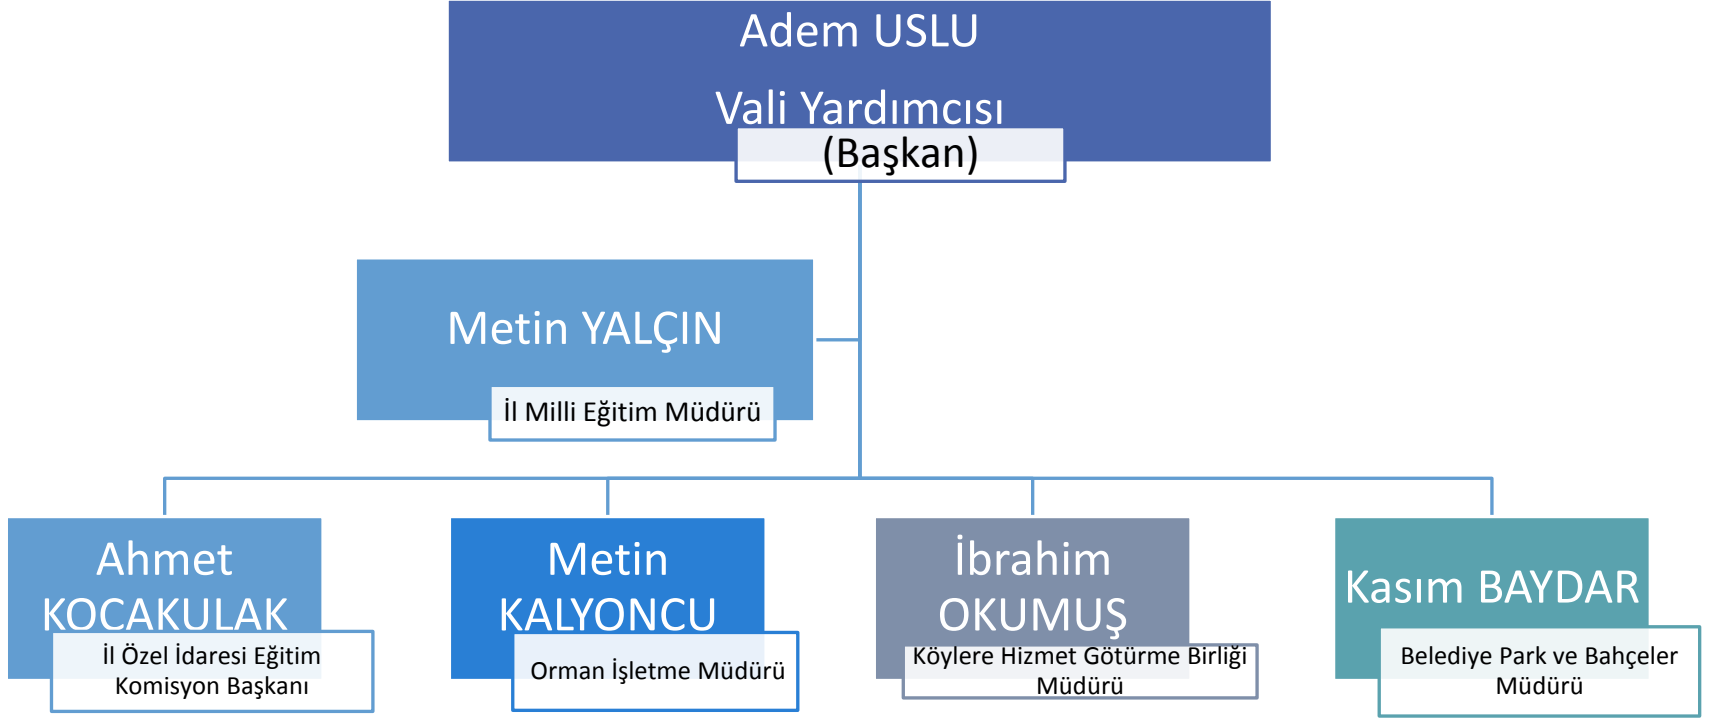 Adem USLU
Vali Yardımcısı
(Başkan)
Metin YALÇIN
İl Milli Eğitim Müdürü
Ahmet
KOCAKULAK
İl Özel İdaresi Eğitim
Komisyon Başkanı
Metin
KALYONCU
Orman İşletme Müdürü
İbrahim
OKUMUŞ
Köylere Hizmet Götürme Birliği
Müdürü
Kasım BAYDAR
Belediye Park ve Bahçeler
Müdürü